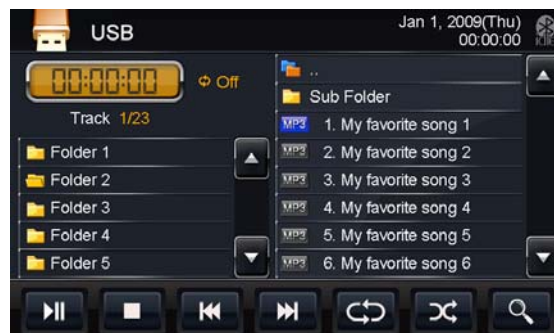 USB
Jan 1, 2009(Thu)
00:00:00
00:00:00
Off
Track 1/23
Folder 1
Folder 2
Folder 3
Folder 4
Folder 5
..
Sub Folder
MP3 1. My favorite song 1
MP3 2. My favorite song 2
MP3 3. My favorite song 3
MP3 4. My favorite song 4
MP3 5. My favorite song 5
MP3 6. My favorite song 6